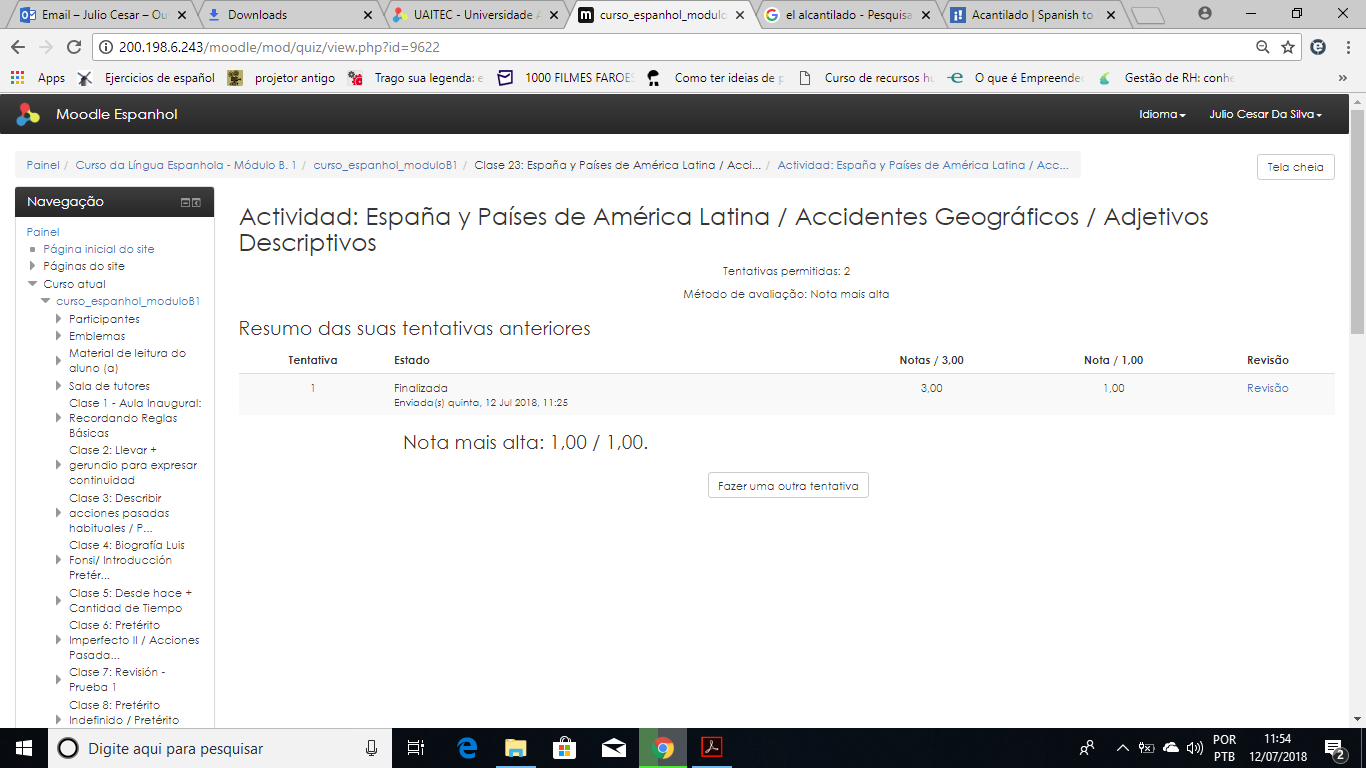 Email – Julio Cesar – Ou
Downloads
UAITEC - Universidade A
curso_espanhol_modulo
el alcantilado - Pesquisa
Acantilado | Spanish to
200.198.6.243/moodle/mod/quiz/view.php?id=9622
Apps
Ejercicios de español
projetor antigo
Trago sua legenda: e
1000 FILMES FAROES
Como ter ideias de p
Curso de recursos hu
O que é Empreende
Gestão de RH: conhe
»
Moodle Espanhol
Idioma
Julio Cesar Da Silva
Painel / Curso da Língua Espanhola - Módulo B. 1 / curso_espanhol_moduloB1 / Clase 23: España y Países de América Latina / Acci... / Actividad: España y Países de América Latina / Acc...
Tela cheia
Navegação
Painel
Página inicial do site
Páginas do site
Curso atual
curso_espanhol_moduloB1
Participantes
Emblemas
Material de leitura do
aluno (a)
Sala de tutores
Clase 1 - Aula Inaugural:
Recordando Reglas
Básicas
Clase 2: Llevar +
gerundio para expresar
continuidad
Clase 3: Describir
acciones pasadas
habituales / P...
Clase 4: Biografía Luis
Fonsi/ Introducción
Pretér...
Clase 5: Desde hace +
Cantidad de Tiempo
Clase 6: Pretérito
Imperfecto II / Acciones
Pasada...
Clase 7: Revisión -
Prueba 1
Clase 8: Pretérito
Indefinido / Pretérito
Actividad: España y Países de América Latina / Accidentes Geográficos / Adjetivos
Descriptivos
Tentativas permitidas: 2
Método de avaliação: Nota mais alta
Resumo das suas tentativas anteriores
Tentativa Estado Notas / 3,00 Nota / 1,00 Revisão
1 Finalizada 3,00 1,00 Revisão
Enviada(s) quinta, 12 Jul 2018, 11:25
Nota mais alta: 1,00 / 1,00.
Fazer uma outra tentativa
Digite aqui para pesquisar
POR
PTB
11:54
12/07/2018
2